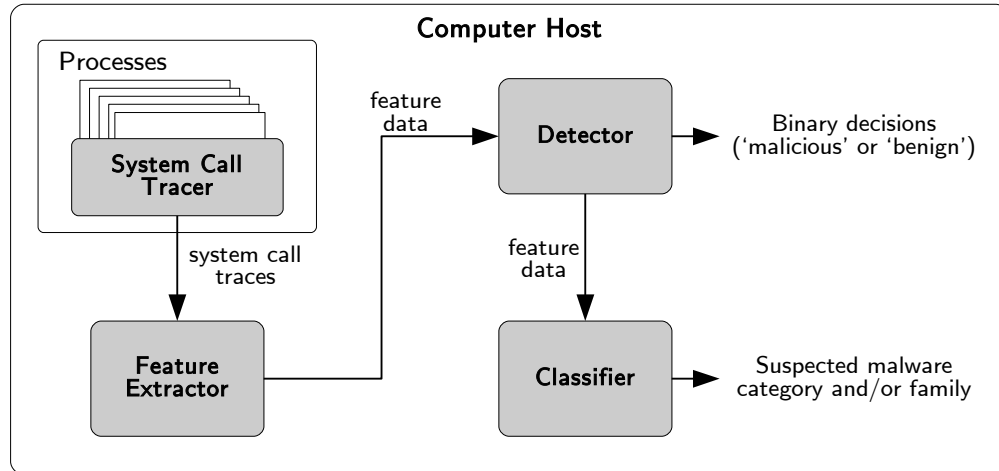 Computer Host
Processes
System Call
Tracer
system call
traces
Feature
Extractor
feature
data
Detector
Binary decisions
(‘malicious’ or ‘benign’)
feature
data
Classifier
Suspected malware
category and/or family